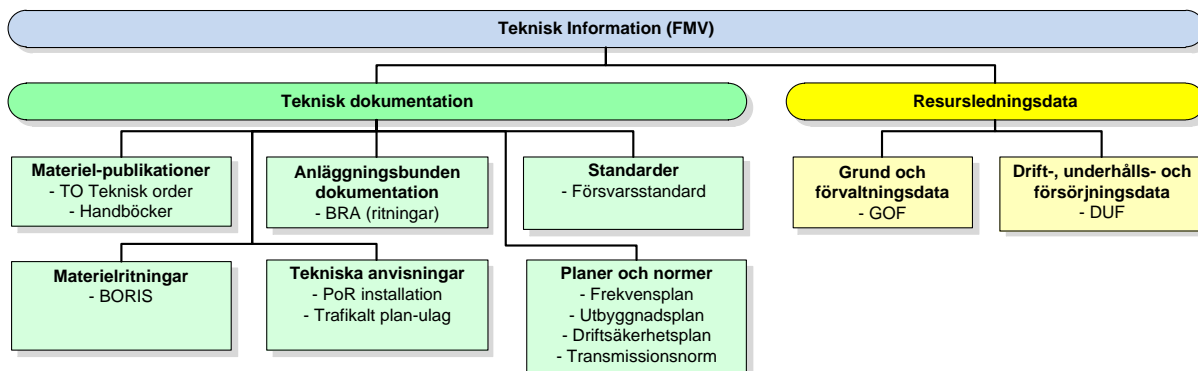 Teknisk Information (FMV)
Teknisk dokumentation
Resursledningsdata
Materiel-publikationer
- TO Teknisk order
- Handböcker
Anläggningsbunden
dokumentation
- BRA (ritningar)
Standarder
- Försvarsstandard
Grund och
förvaltningsdata
- GOF
Drift-, underhålls- och
försörjningsdata
- DUF
Materielritningar
- BORIS
Tekniska anvisningar
- PoR installation
- Trafikalt plan-ulag
Planer och normer
- Frekvensplan
- Utbyggnadsplan
- Driftsäkerhetsplan
- Transmissionsnorm